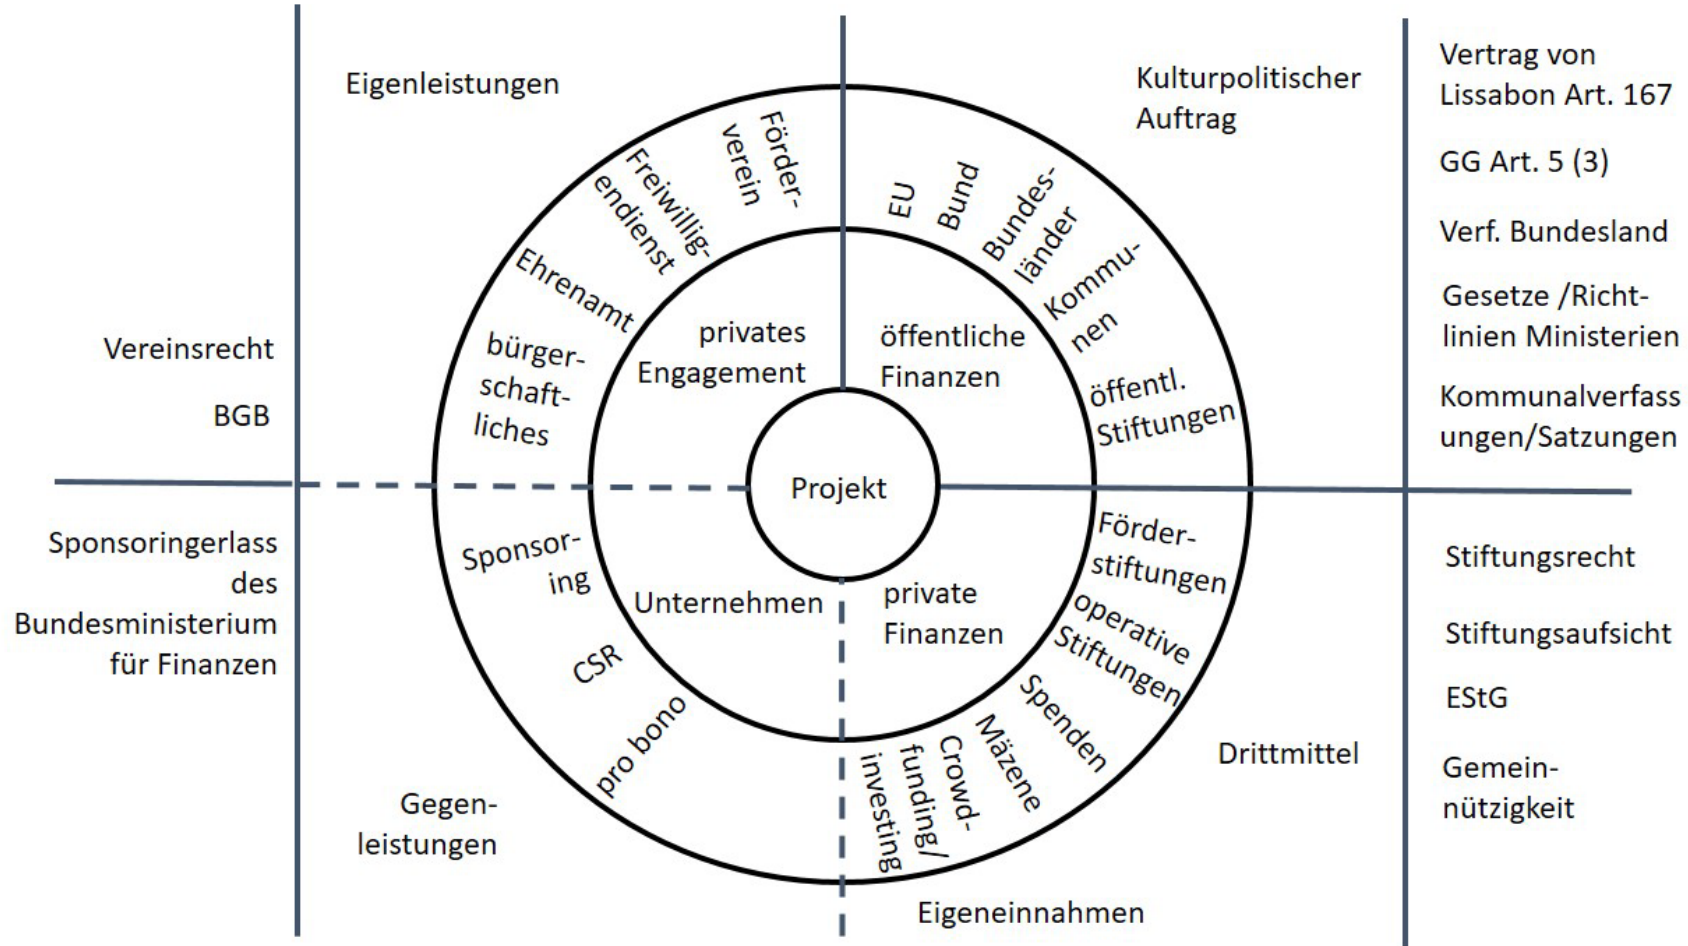 Eigenleistungen
Kulturpolitischer
Auftrag
Vertrag von
Lissabon Art. 167
GG Art. 5 (3)
Verf. Bundesland
Gesetze /Richt-
linien Ministerien
Kommunalverfass
ungen/Satzungen
Vereinsrecht
BGB
Förder-
verein
Freiwillig-
endienst
Ehrenamt
bürger-
schaft-
liches
EU
Bund
Bundes-
länder
Kommu-
nen
öffentl.
Stiftungen
privates
Engagement
öffentliche
Finanzen
Projekt
Unternehmen
private
Finanzen
Sponsor-
ing
CSR
pro bono
Förder-
stiftungen
operative
Stiftungen
Spenden
Mäzene
Crowd-
funding/
investing
Sponsoringerlass
des
Bundesministerium
für Finanzen
Gegen-
leistungen
Eigeneinnahmen
Drittmittel
Stiftungsrecht
Stiftungsaufsicht
EStG
Gemein-
nützigkeit